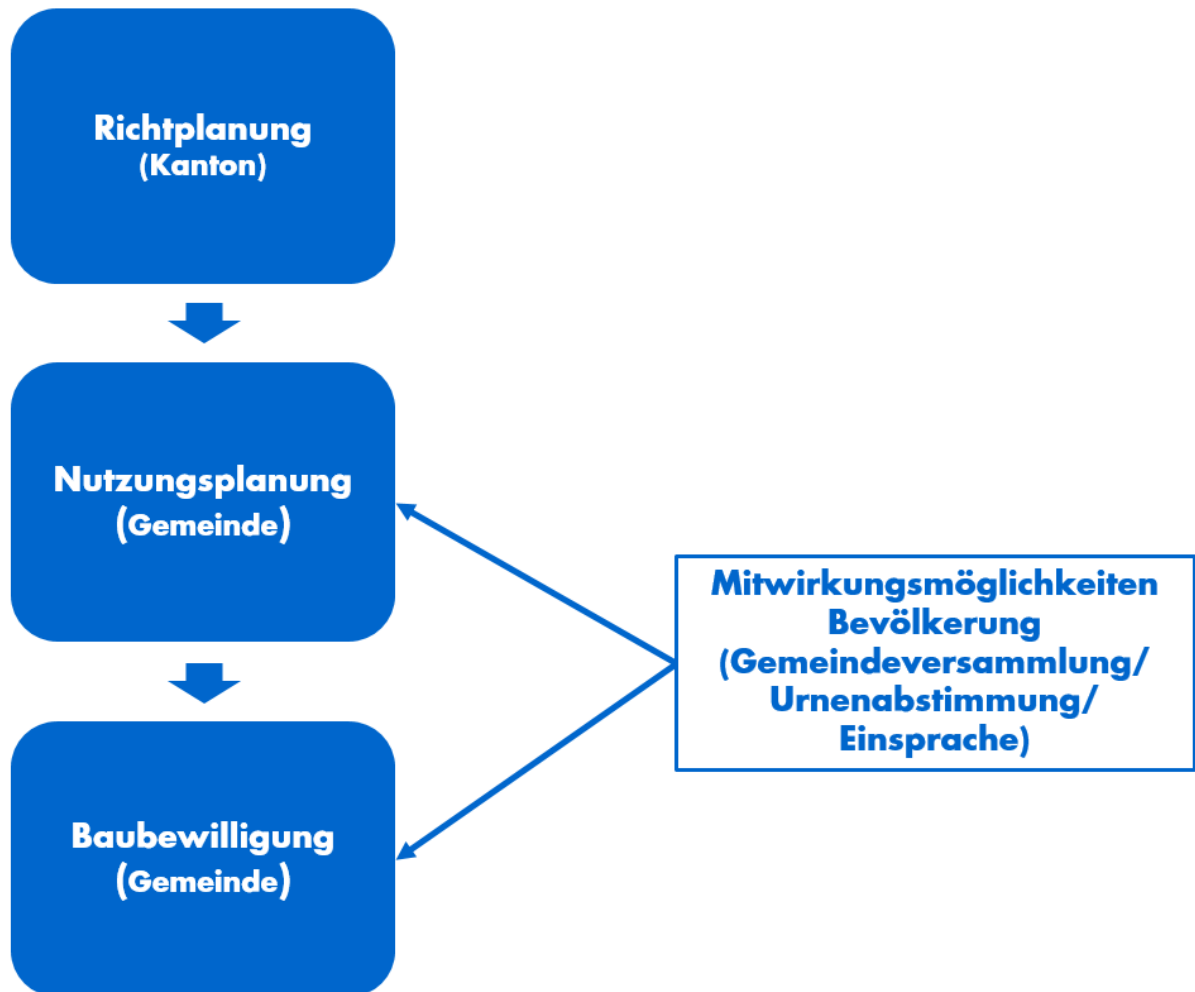 Richtplanung
(Kanton)
Nutzungsplanung
(Gemeinde)
Mitwirkungsmöglichkeiten
Bevölkerung
(Gemeindeversammlung/
Urnenabstimmung/
Einsprache)
Baubewilligung
(Gemeinde)